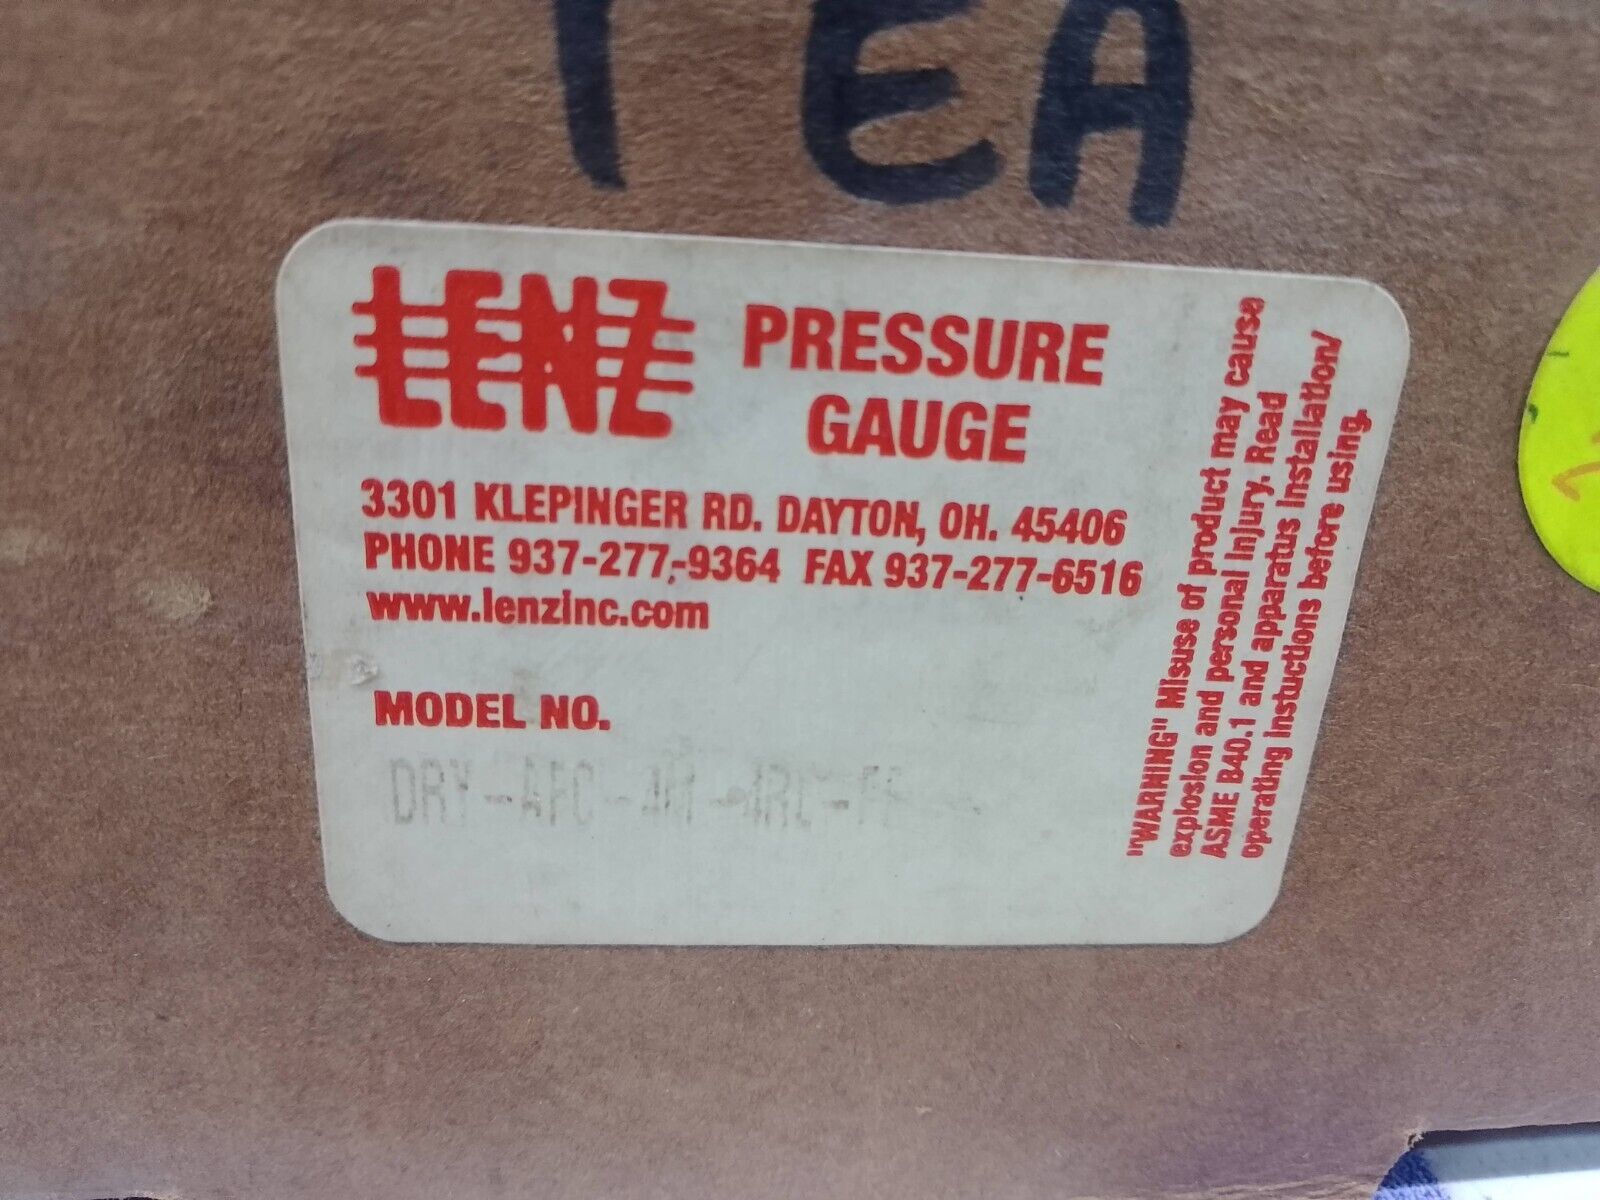 EA
LENZ
PRESSURE
GAUGE
3301 KLEPINGER RD. DAYTON, OH. 45406
PHONE 937-277-9364 FAX 937-277-6516
www.lenzinc.com
MODEL NO.
"WARNING" Misuse of product may cause
explosion and personal injury. Read
ASME B40.1 and apparatus installation/
operating instuctions before using.